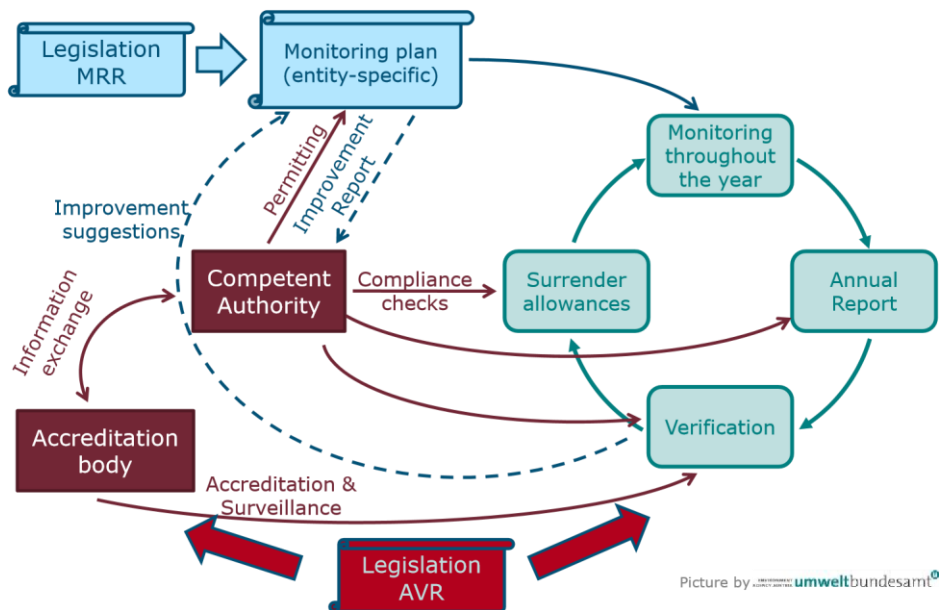 Legislation
MRR
Monitoring plan
(entity-specific)
Monitoring
throughout
the year
Permitting
Improvement
Report
Improvement
suggestions
Competent
Authority
Compliance
checks
Surrender
allowances
Annual
Report
Information
exchange
Accreditation
body
Verification
Accreditation &
Surveillance
Legislation
AVR
Picture by umweltbundesamt